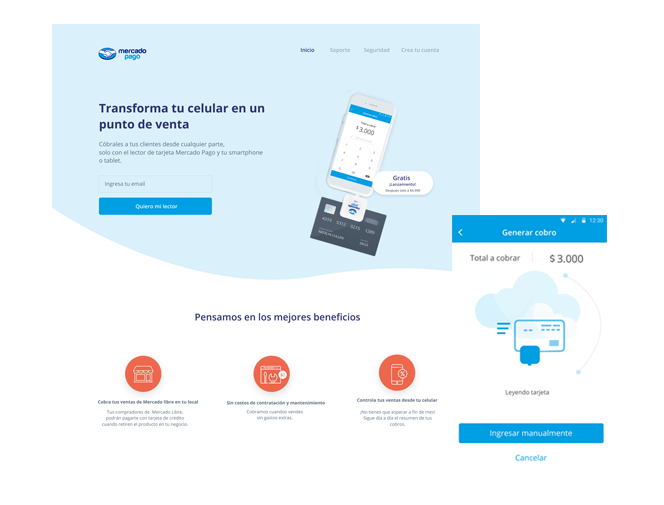 mercado
pago
Inicio Soporte Seguridad Crea tu cuenta
Transforma tu celular en un
punto de venta
Cóbrales a tus clientes desde cualquier parte,
solo con el lector de tarjeta Mercado Pago y tu smartphone
o tablet.
Ingresa tu email
Quiero mi lector
$ 3.000
Gratis
¡Lanzamiento!
12:30
Generar cobro
Total a cobrar $ 3.000
Leyendo tarjeta
Ingresar manualmente
Cancelar
Pensamos en los mejores beneficios
Cobra tus ventas de Mercado libre en tu local
Tus compradores de Mercado Libre,
podrán pagarte con tarjeta de crédito
cuando retiren el producto en tu negocio.
Sin costos de contratación y mantenimiento
Cobramos cuando vendes
sin gastos extras.
Controla tus ventas desde tu celular
¡No tienes que esperar a fin de mes!
Sigue día a día el resumen de tus
cobros.